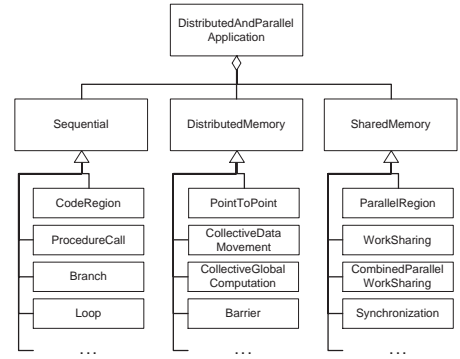 DistributedAndParallel
Application
Sequential
DistributedMemory
SharedMemory
CodeRegion
PointToPoint
ParallelRegion
ProcedureCall
CollectiveData
Movement
WorkSharing
Branch
CollectiveGlobal
Computation
CombinedParallel
WorkSharing
Loop
Barrier
Synchronization
...
...
...